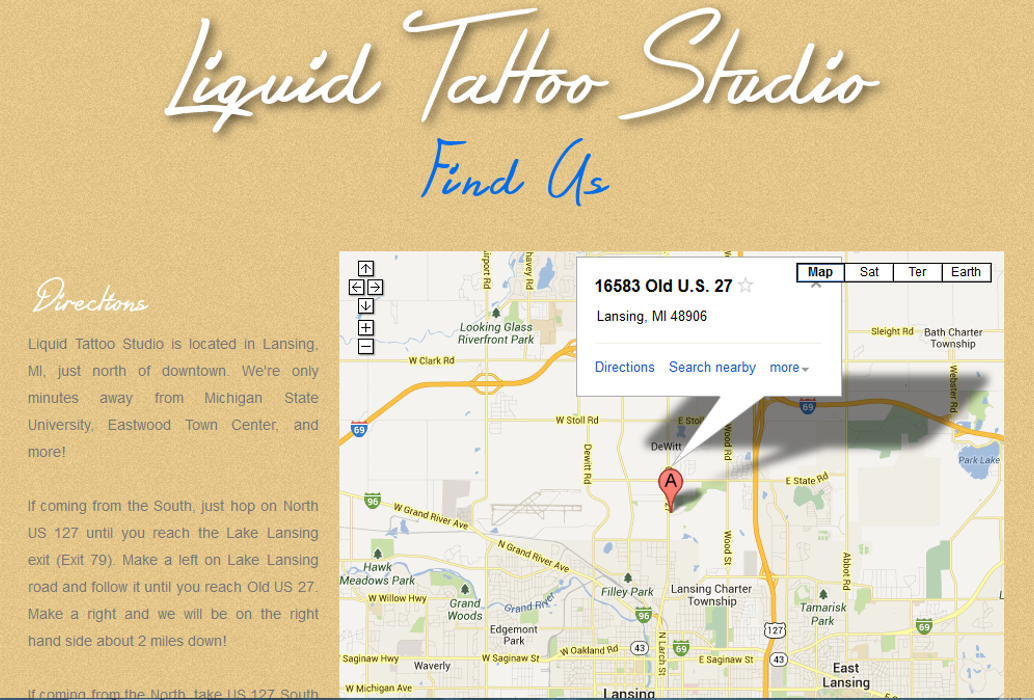 Liquid Tattoo Studio
Find Us
Directions
Liquid Tattoo Studio is located in Lansing,
MI, just north of downtown. We're only
minutes away from Michigan State
University, Eastwood Town Center, and
more!
If coming from the South, just hop on North
US 127 until you reach the Lake Lansing
exit (Exit 79). Make a left on Lake Lansing
road and follow it until you reach Old US 27.
Make a right and we will be on the right
hand side about 2 miles down!
If coming from the North, take US 127 South
Map
Sat
Ter
Earth
16583 Old U.S. 27
Lansing, MI 48906
Directions Search nearby more
Looking Glass
Riverfront Park
Sleight Rd
Bath Charter
Township
W Clark Rd
Webster Rd
69
69
W Stoll Rd
E Stoll
Wood Rd
DeWitt
Dewitt Rd
Park Lake
A
E State Rd
96
W Grand River Ave
N Grand River Ave
Wood St
Abbot Rd
Hawk
Meadows Park
Filley Park
Lansing Charter
Township
W Willow Hwy
Grand
Woods
Grand River
Tamarisk
Park
96
69
Edgemont
Park
127
N Larch St
W Oakland Rd
43
43
Saginaw Hwy
Waverly
W Saginaw St
E Saginaw St
East
Lansing
W Michigan Ave
Lansing